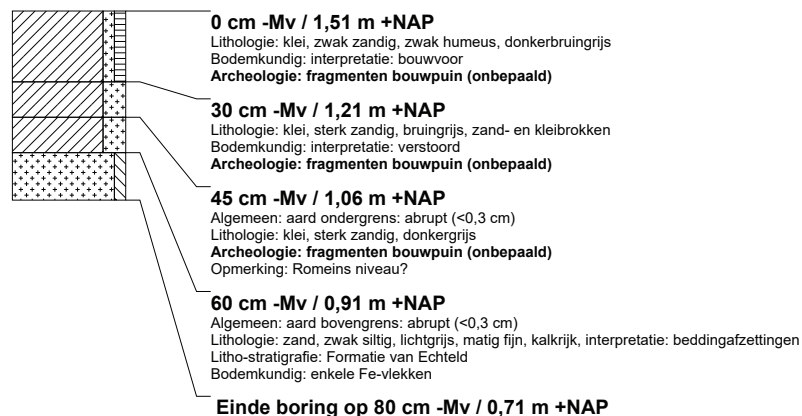 0 cm -Mv / 1,51 m +NAP
Lithologie: klei, zwak zandig, zwak humeus, donkerbruingrijs
Bodemkundig: interpretatie: bouwvoor
Archeologie: fragmenten bouwpuin (onbepaald)
30 cm -Mv / 1,21 m +NAP
Lithologie: klei, sterk zandig, bruingrijs, zand- en kleibrokken
Bodemkundig: interpretatie: verstoord
Archeologie: fragmenten bouwpuin (onbepaald)
45 cm -Mv / 1,06 m +NAP
Algemeen: aard ondergrens: abrupt (<0,3 cm)
Lithologie: klei, sterk zandig, donkergrijs
Archeologie: fragmenten bouwpuin (onbepaald)
Opmerking: Romeins niveau?
60 cm -Mv / 0,91 m +NAP
Algemeen: aard bovengrens: abrupt (<0,3 cm)
Lithologie: zand, zwak siltig, lichtgrijs, matig fijn, kalkrijk, interpretatie: beddingafzettingen
Litho-stratigrafie: Formatie van Echteld
Bodemkundig: enkele Fe-vlekken
Einde boring op 80 cm -Mv / 0,71 m +NAP